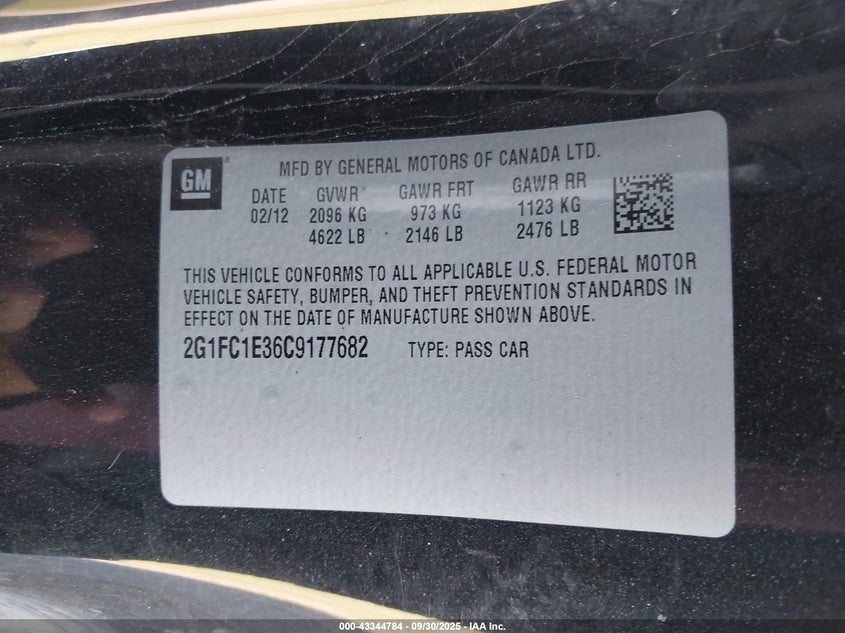 GM
MFD BY GENERAL MOTORS OF CANADA LTD.
DATE GVWR GAWR FRT GAWR RR
02/12 2096 KG 973 KG 1123 KG
4622 LB 2146 LB 2476 LB
THIS VEHICLE CONFORMS TO ALL APPLICABLE U.S. FEDERAL MOTOR
VEHICLE SAFETY, BUMPER, AND THEFT PREVENTION STANDARDS IN
EFFECT ON THE DATE OF MANUFACTURE SHOWN ABOVE.
2G1FC1E36C9177682 TYPE: PASS CAR
000-43344784 - 09/30/2025 - IAA Inc.